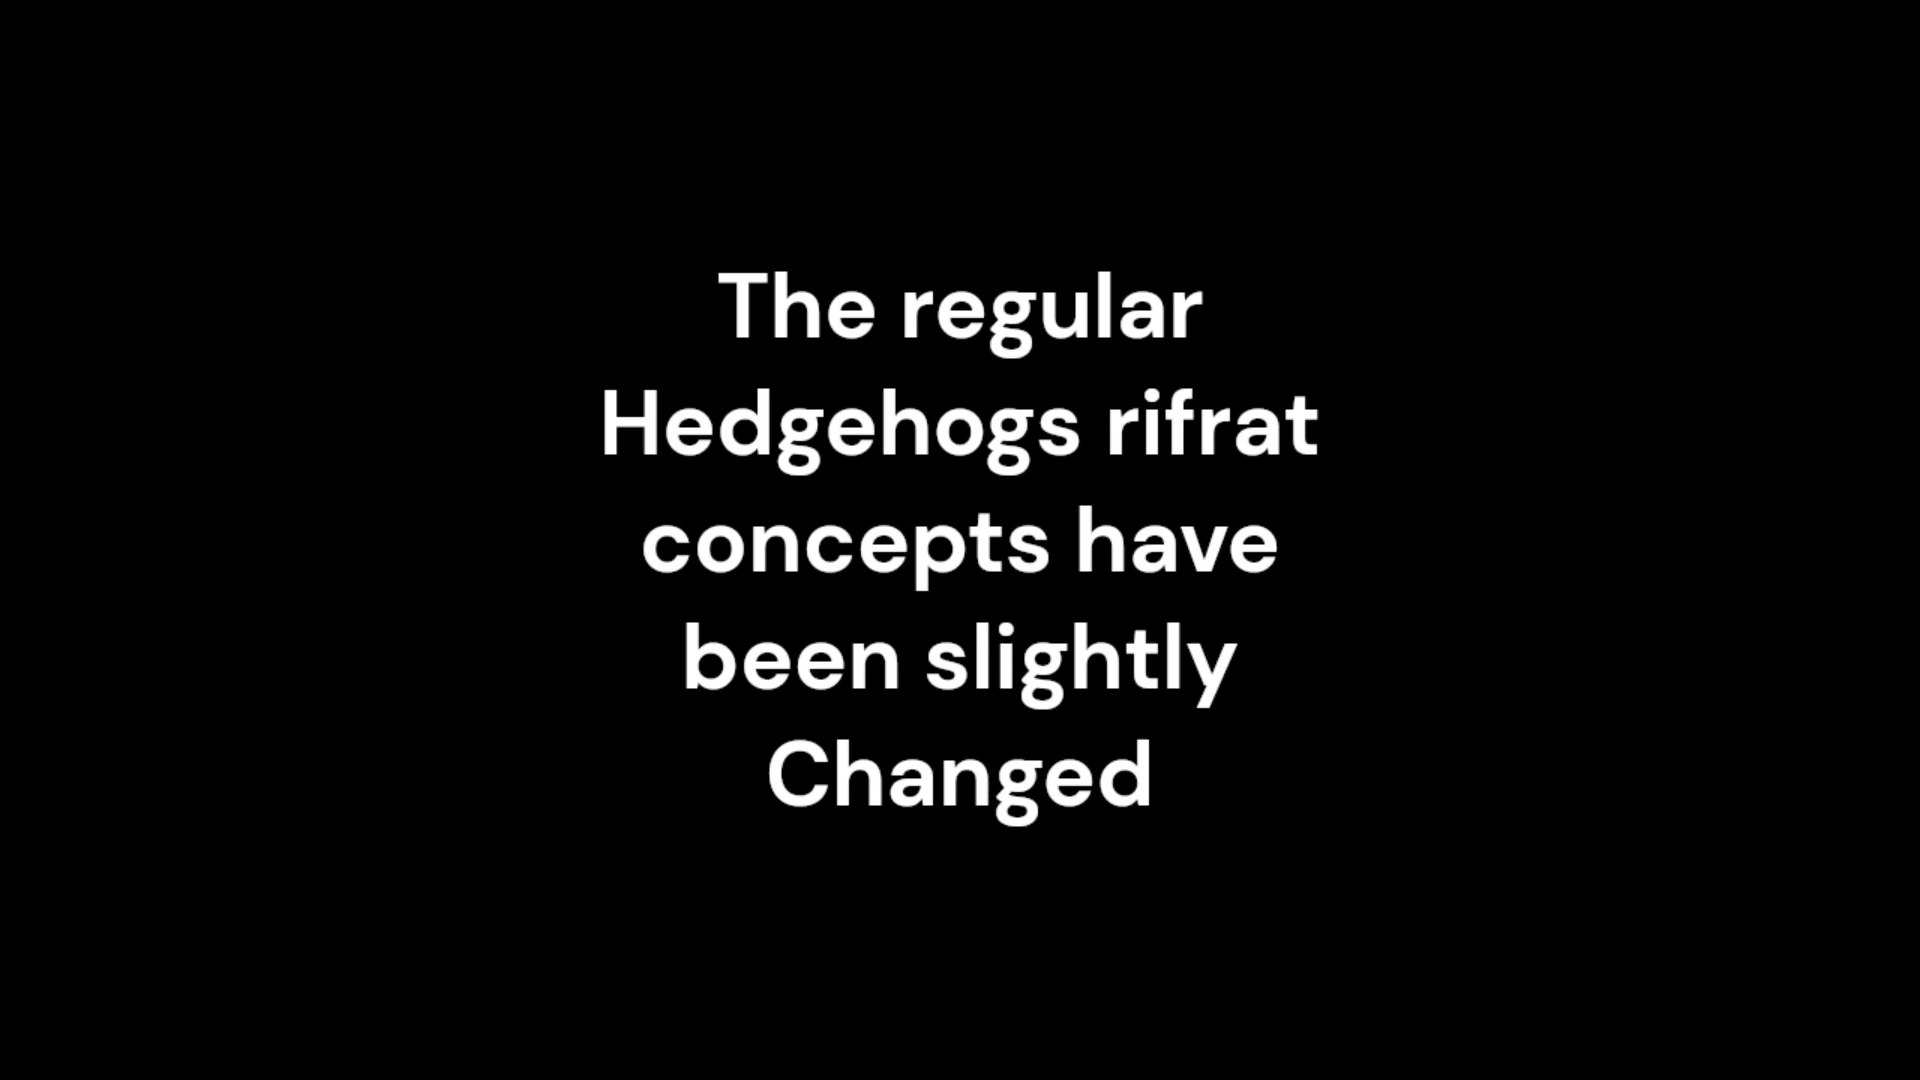 The regular
Hedgehogs rifrat
concepts have
been slightly
Changed